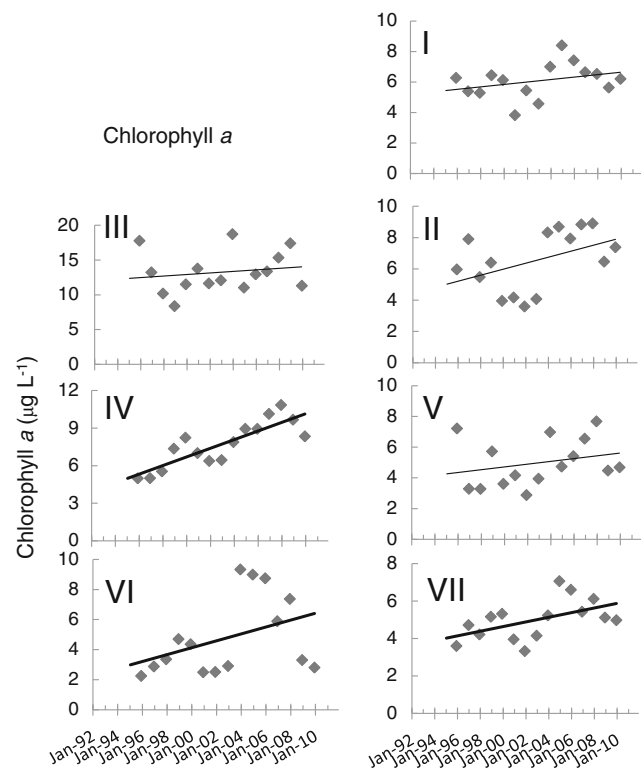 Chlorophyll a
I
10
8
6
4
2
0
III
20
15
10
5
0
II
10
8
6
4
2
0
Chlorophyll a (μg L-1)
IV
12
9
6
3
0
V
10
8
6
4
2
0
VI
10
8
6
4
2
0
VII
8
6
4
2
0
Jan-92
Jan-94
Jan-96
Jan-98
Jan-00
Jan-02
Jan-04
Jan-06
Jan-08
Jan-10
Jan-92
Jan-94
Jan-96
Jan-98
Jan-00
Jan-02
Jan-04
Jan-06
Jan-08
Jan-10